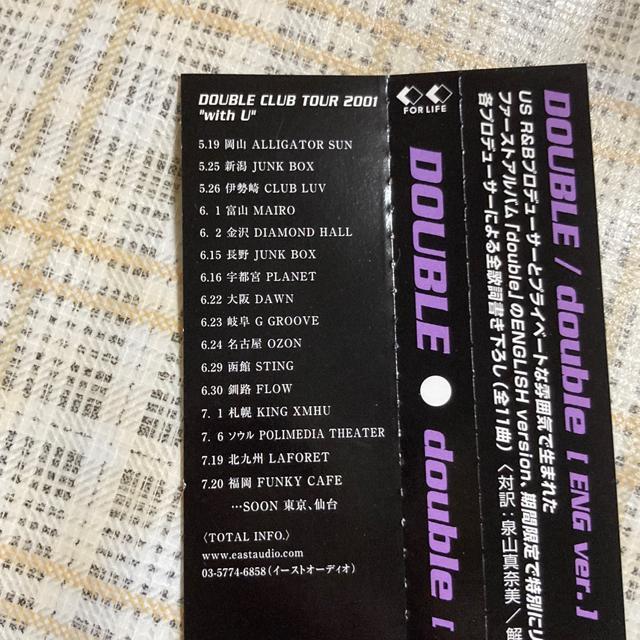 DOUBLE CLUB TOUR 2001
"with U"
5.19 岡山 ALLIGATOR SUN
5.25 新潟 JUNK BOX
5.26 伊勢崎 CLUB LUV
6. 1 富山 MAIRO
6. 2 金沢 DIAMOND HALL
6.15 長野 JUNK BOX
6.16 宇都宮 PLANET
6.22 大阪 DAWN
6.23 岐阜 G GROOVE
6.24 名古屋 OZON
6.29 函館 STING
6.30 釧路 FLOW
7. 1 札幌 KING XMHU
7. 6 ソウル POLIMEDIA THEATER
7.19 北九州 LAFORET
7.20 福岡 FUNKY CAFE
…SOON 東京、仙台
〈TOTAL INFO.〉
www.eastaudio.com
03-5774-6858(イーストオーディオ)
FOR LIFE
DOUBLE ● double [
DOUBLE / double [ ENG ver.]
US R&Bプロデューサーとプライベートな雰囲気で生まれた
ファーストアルバム「double」のENGLISH version. 期間限定で特別に
各プロデューサーによる全歌詞書き下ろし(全11曲)〈対訳:泉山真奈美/解